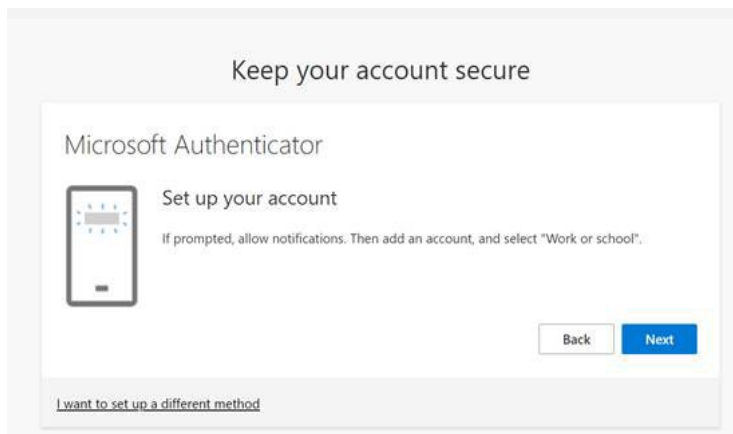 Keep your account secure
Microsoft Authenticator
Set up your account
If prompted, allow notifications. Then add an account, and select "Work or school".
Back
Next
I want to set up a different method